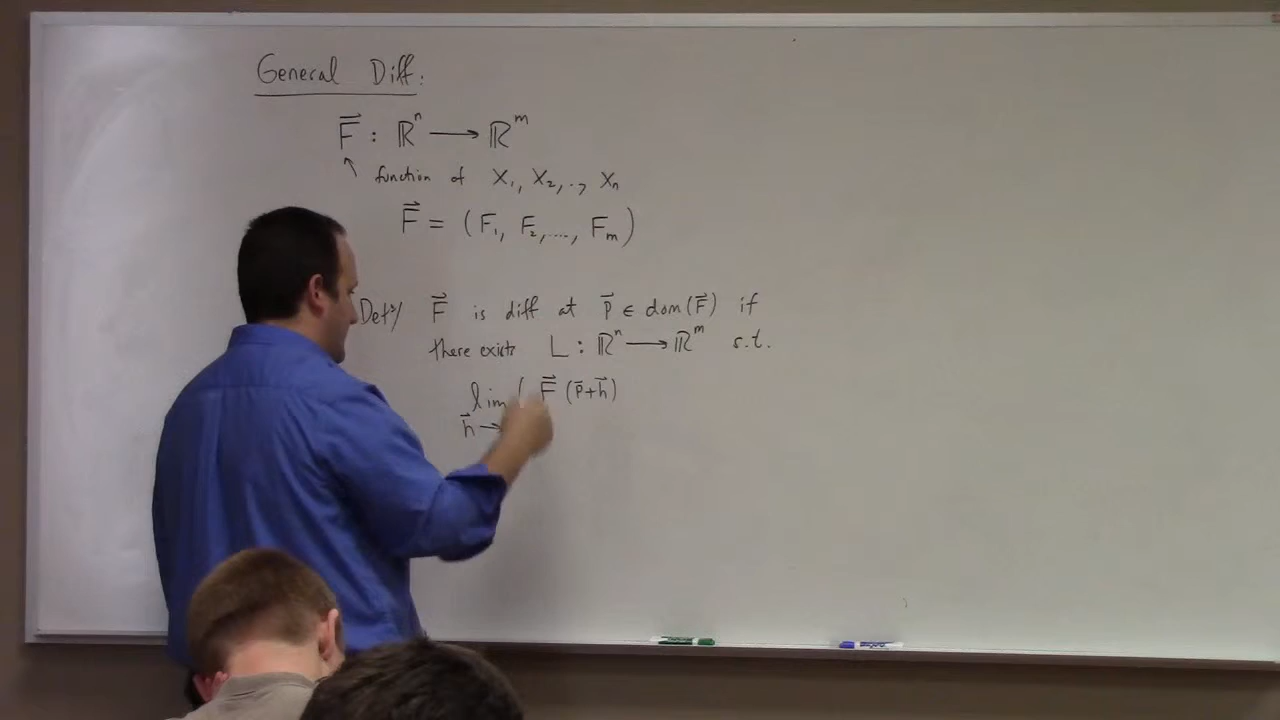 General Diff:
F⃗ : ℝⁿ ⟶ ℝᵐ
↖ function of X₁, X₂, .., Xₙ
F⃗ = (F₁, F₂, ...., Fₘ)
Defⁿ/ F⃗ is diff at p⃗ ∈ dom(F⃗) if
there exists L : ℝⁿ ⟶ ℝᵐ s.t.
lim ( F⃗ (p⃗+h⃗)
h⃗ →